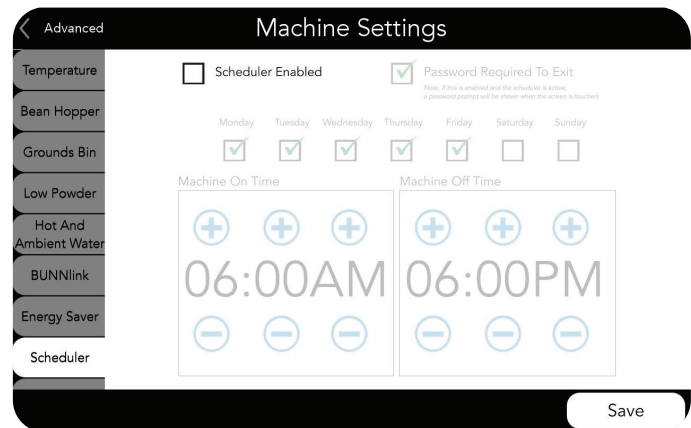 Advanced
Machine Settings
Temperature
Bean Hopper
Grounds Bin
Low Powder
Hot And
Ambient Water
BUNNlink
Energy Saver
Scheduler
Scheduler Enabled
Password Required To Exit
Note: if this is enabled and the scheduler is active,
a password prompt will be shown when the screen is touched
Monday Tuesday Wednesday Thursday Friday Saturday Sunday
Machine On Time
06:00AM
Machine Off Time
06:00PM
Save